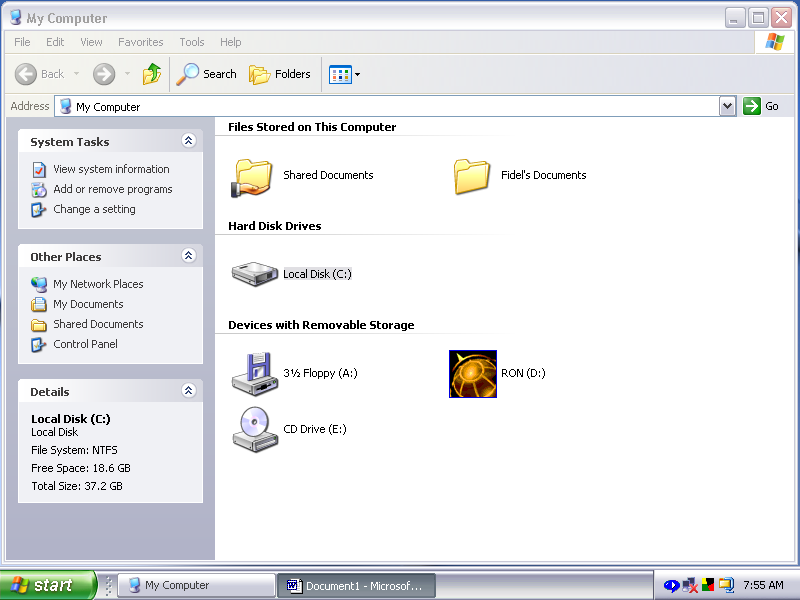 My Computer
File Edit View Favorites Tools Help
Back Search Folders
Address My Computer Go
System Tasks
View system information
Add or remove programs
Change a setting
Other Places
My Network Places
My Documents
Shared Documents
Control Panel
Details
Local Disk (C:)
Local Disk
File System: NTFS
Free Space: 18.6 GB
Total Size: 37.2 GB
Files Stored on This Computer
Shared Documents Fidel's Documents
Hard Disk Drives
Local Disk (C:)
Devices with Removable Storage
3½ Floppy (A:) RON (D:)
CD Drive (E:)
start My Computer Document1 - Microsof... 7:55 AM